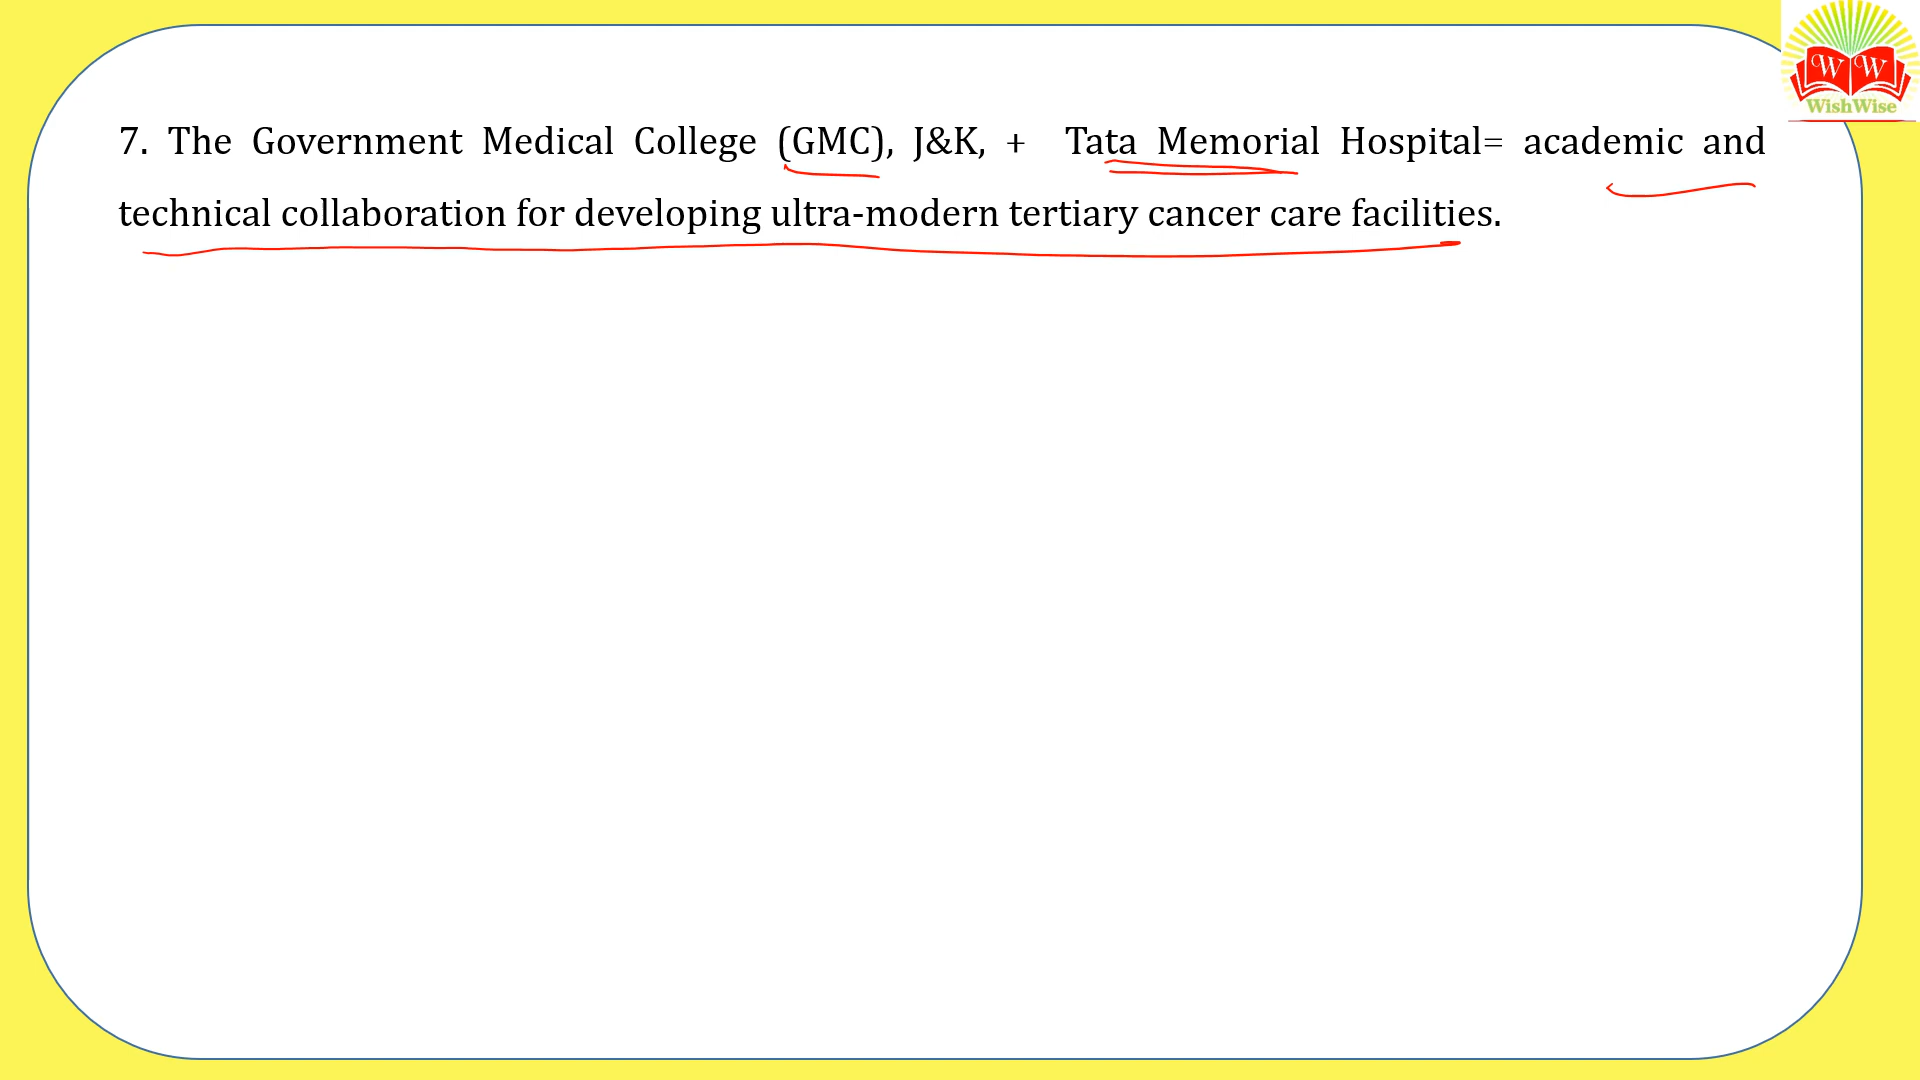 W W
WishWise
7. The Government Medical College (GMC), J&K, + Tata Memorial Hospital= academic and
technical collaboration for developing ultra-modern tertiary cancer care facilities.